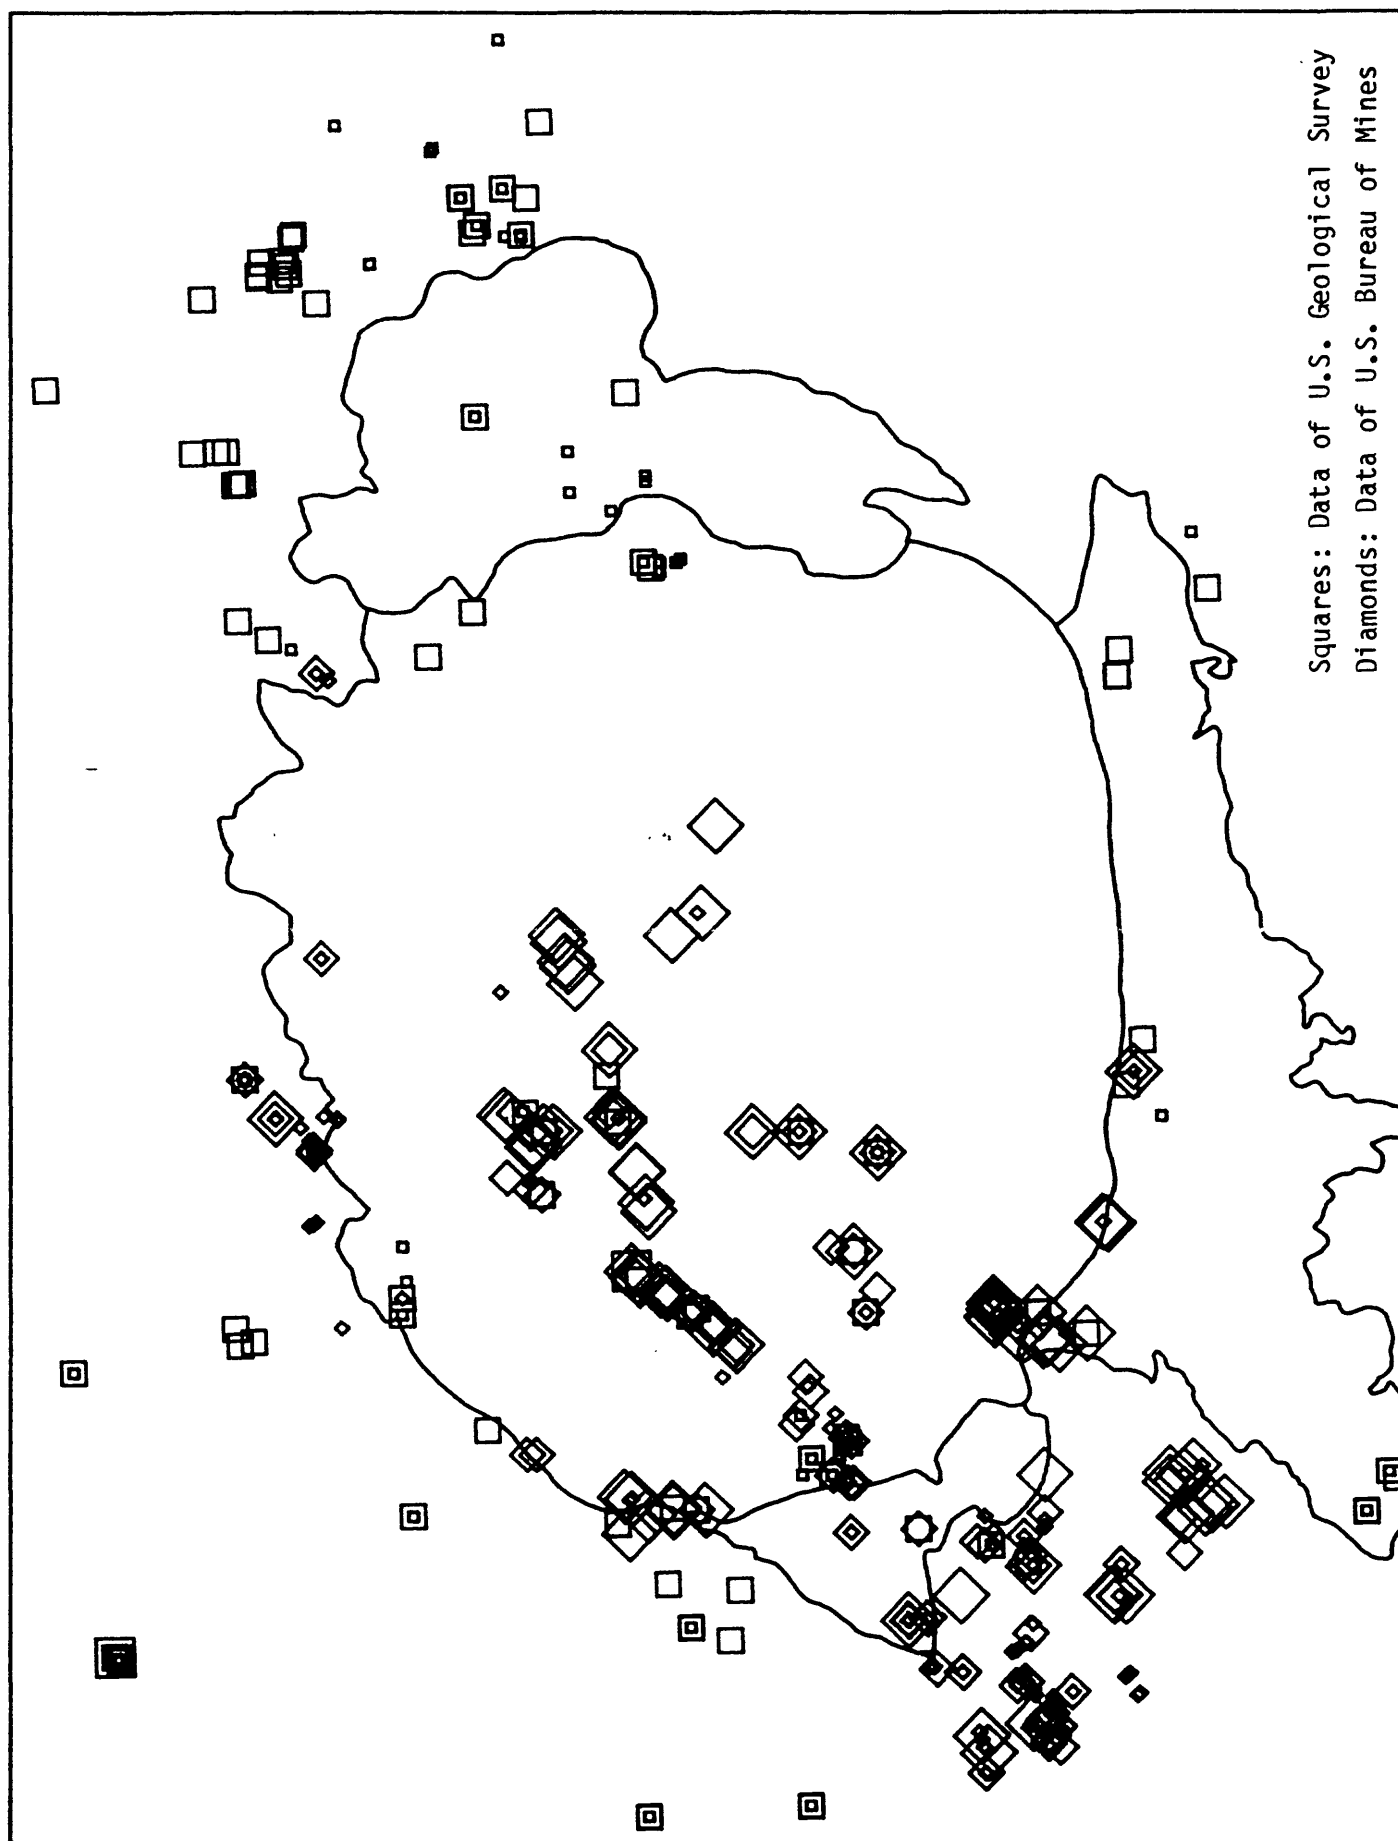 Squares: Data of U.S. Geological Survey
Diamonds: Data of U.S. Bureau of Mines